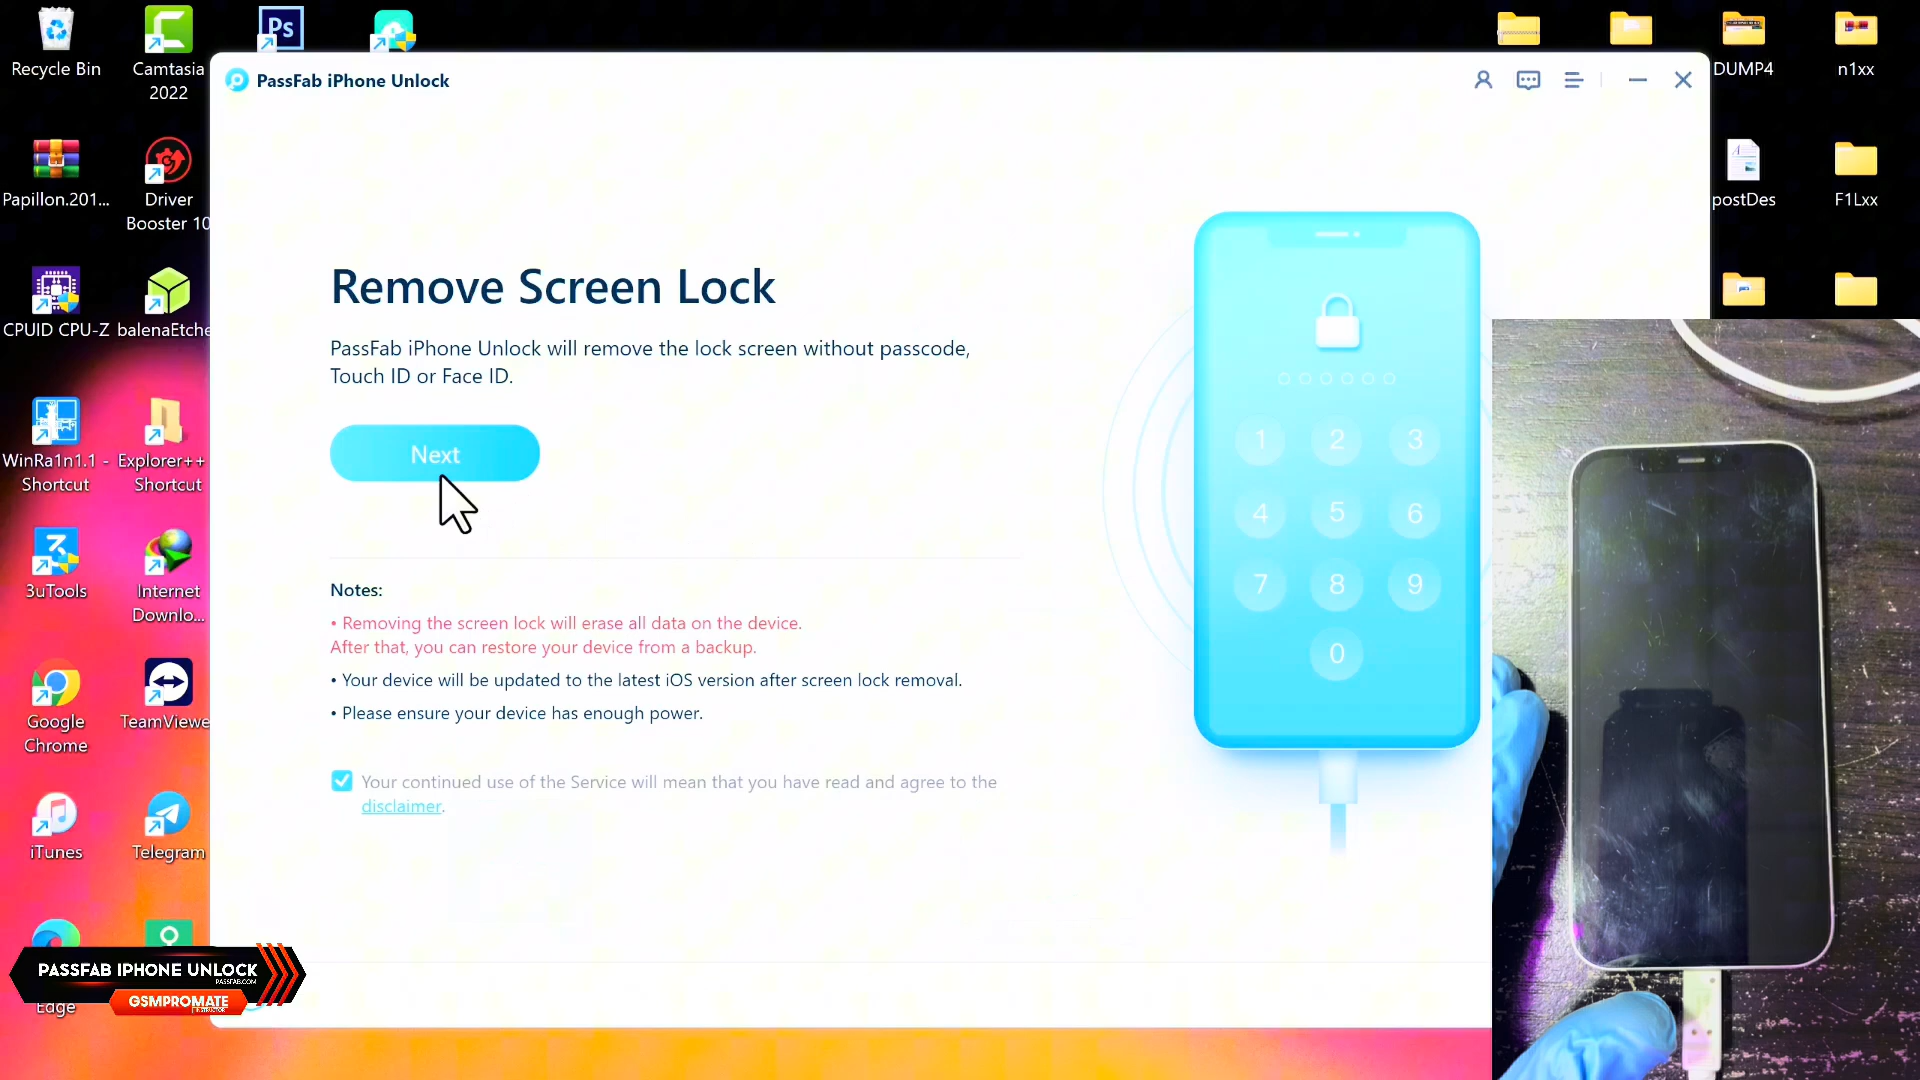 Recycle Bin
Camtasia
2022
Ps
DUMP4
n1xx
PassFab iPhone Unlock
Papillon.201...
Driver
Booster 10
postDes
F1Lxx
CPUID CPU-Z
balenaEtche
WinRa1n1.1 -
Shortcut
Explorer++
Shortcut
3uTools
Internet
Downlo...
Google
Chrome
TeamViewe
iTunes
Telegram
Edge
Remove Screen Lock
PassFab iPhone Unlock will remove the lock screen without passcode,
Touch ID or Face ID.
Next
Notes:
• Removing the screen lock will erase all data on the device.
After that, you can restore your device from a backup.
• Your device will be updated to the latest iOS version after screen lock removal.
• Please ensure your device has enough power.
Your continued use of the Service will mean that you have read and agree to the
disclaimer.
1 2 3
4 5 6
7 8 9
0
PASSFAB IPHONE UNLOCK
PASSFAB.COM
GSMPROMATE